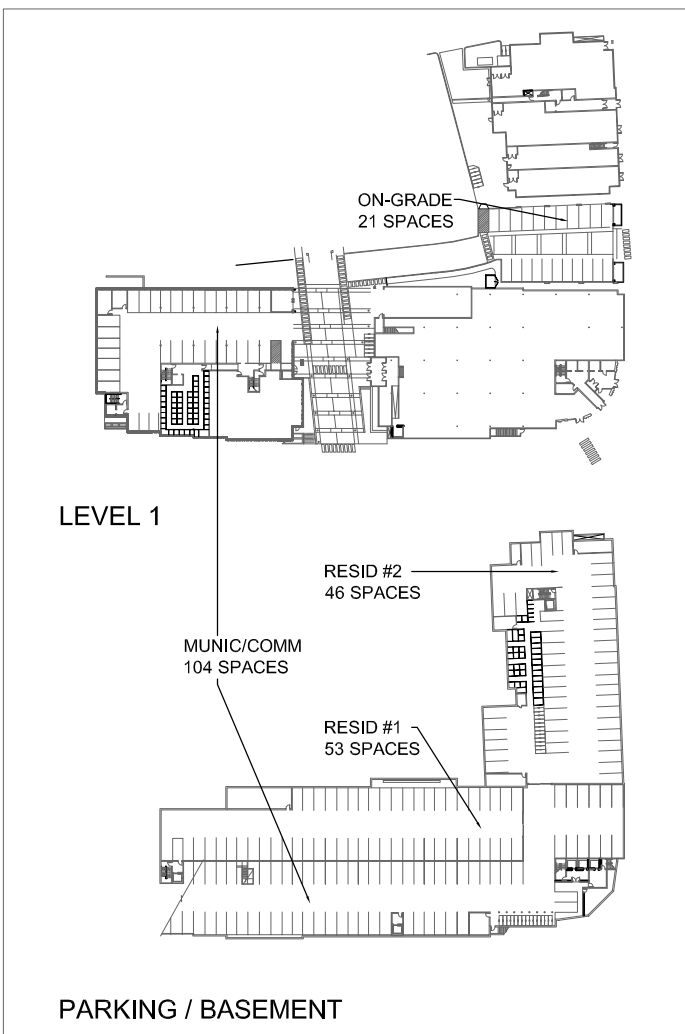 ON-GRADE
21 SPACES
LEVEL 1
RESID #2
46 SPACES
MUNIC/COMM
104 SPACES
RESID #1
53 SPACES
PARKING / BASEMENT